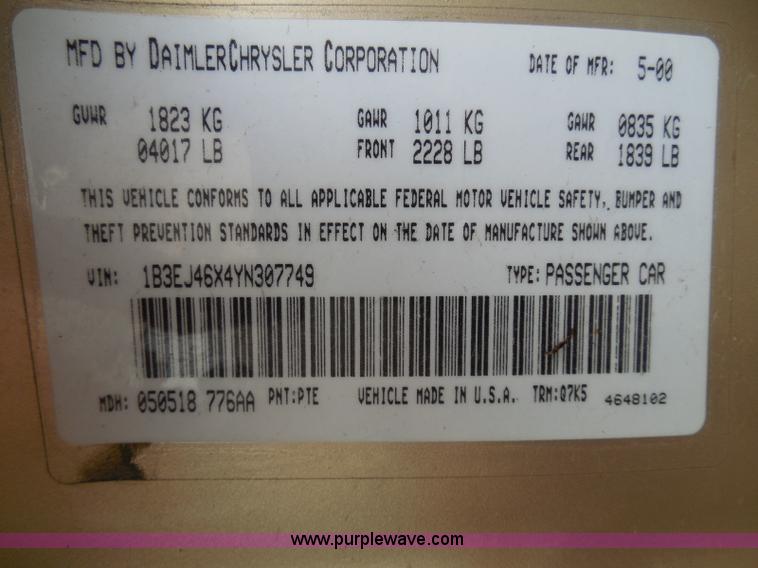 MFD BY DAIMLERCHRYSLER CORPORATION DATE OF MFR: 5-00
GVWR 1823 KG GAWR 1011 KG GAWR 0835 KG
04017 LB FRONT 2228 LB REAR 1839 LB
THIS VEHICLE CONFORMS TO ALL APPLICABLE FEDERAL MOTOR VEHICLE SAFETY, BUMPER AND
THEFT PREVENTION STANDARDS IN EFFECT ON THE DATE OF MANUFACTURE SHOWN ABOVE.
VIN: 1B3EJ46X4YN307749 TYPE: PASSENGER CAR
MDH: 050518 776AA PNT:PTE VEHICLE MADE IN U.S.A. TRM:Q7K5 4648102
www.purplewave.com